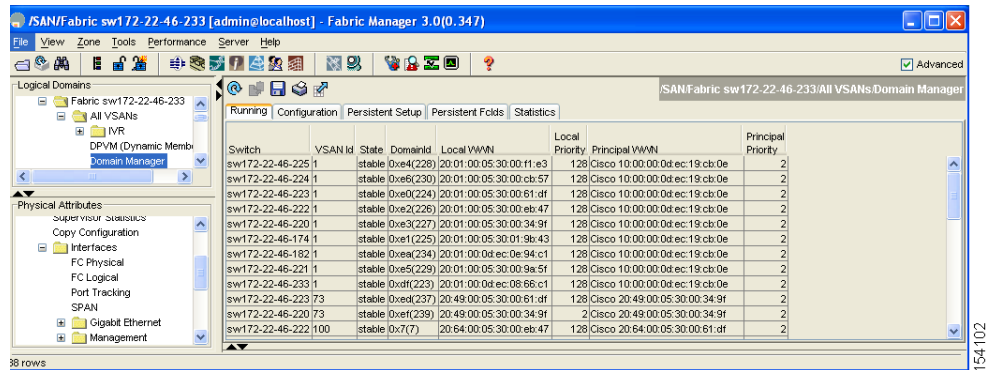 /SAN/Fabric sw172-22-46-233 [admin@localhost] - Fabric Manager 3.0(0.347)
File View Zone Tools Performance Server Help
Advanced
Logical Domains
Fabric sw172-22-46-233
All VSANs
IVR
DPVM (Dynamic Memb
Domain Manager
Physical Attributes
Supervisor Statistics
Copy Configuration
Interfaces
FC Physical
FC Logical
Port Tracking
SPAN
Gigabit Ethernet
Management
/SAN/Fabric sw172-22-46-233/All VSANs/Domain Manager
Running Configuration Persistent Setup Persistent FcIds Statistics
Switch VSAN Id State DomainId Local WWN Local Priority Principal WWN Principal Priority
sw172-22-46-225 1 stable 0xe4(228) 20:01:00:05:30:00:f1:e3 128 Cisco 10:00:00:0d:ec:19:cb:0e 2
sw172-22-46-224 1 stable 0xe6(230) 20:01:00:05:30:00:cb:57 128 Cisco 10:00:00:0d:ec:19:cb:0e 2
sw172-22-46-223 1 stable 0xe0(224) 20:01:00:05:30:00:61:df 128 Cisco 10:00:00:0d:ec:19:cb:0e 2
sw172-22-46-222 1 stable 0xe2(226) 20:01:00:05:30:00:eb:47 128 Cisco 10:00:00:0d:ec:19:cb:0e 2
sw172-22-46-220 1 stable 0xe3(227) 20:01:00:05:30:00:34:9f 128 Cisco 10:00:00:0d:ec:19:cb:0e 2
sw172-22-46-174 1 stable 0xe1(225) 20:01:00:05:30:01:9b:43 128 Cisco 10:00:00:0d:ec:19:cb:0e 2
sw172-22-46-182 1 stable 0xea(234) 20:01:00:0d:ec:0e:94:c1 128 Cisco 10:00:00:0d:ec:19:cb:0e 2
sw172-22-46-221 1 stable 0xe5(229) 20:01:00:05:30:00:9a:5f 128 Cisco 10:00:00:0d:ec:19:cb:0e 2
sw172-22-46-233 1 stable 0xdf(223) 20:01:00:0d:ec:08:66:c1 128 Cisco 10:00:00:0d:ec:19:cb:0e 2
sw172-22-46-223 73 stable 0xed(237) 20:49:00:05:30:00:61:df 128 Cisco 20:49:00:05:30:00:34:9f 2
sw172-22-46-220 73 stable 0xef(239) 20:49:00:05:30:00:34:9f 2 Cisco 20:49:00:05:30:00:34:9f 2
sw172-22-46-222 100 stable 0x7(7) 20:64:00:05:30:00:eb:47 128 Cisco 20:64:00:05:30:00:61:df 2
38 rows
154102